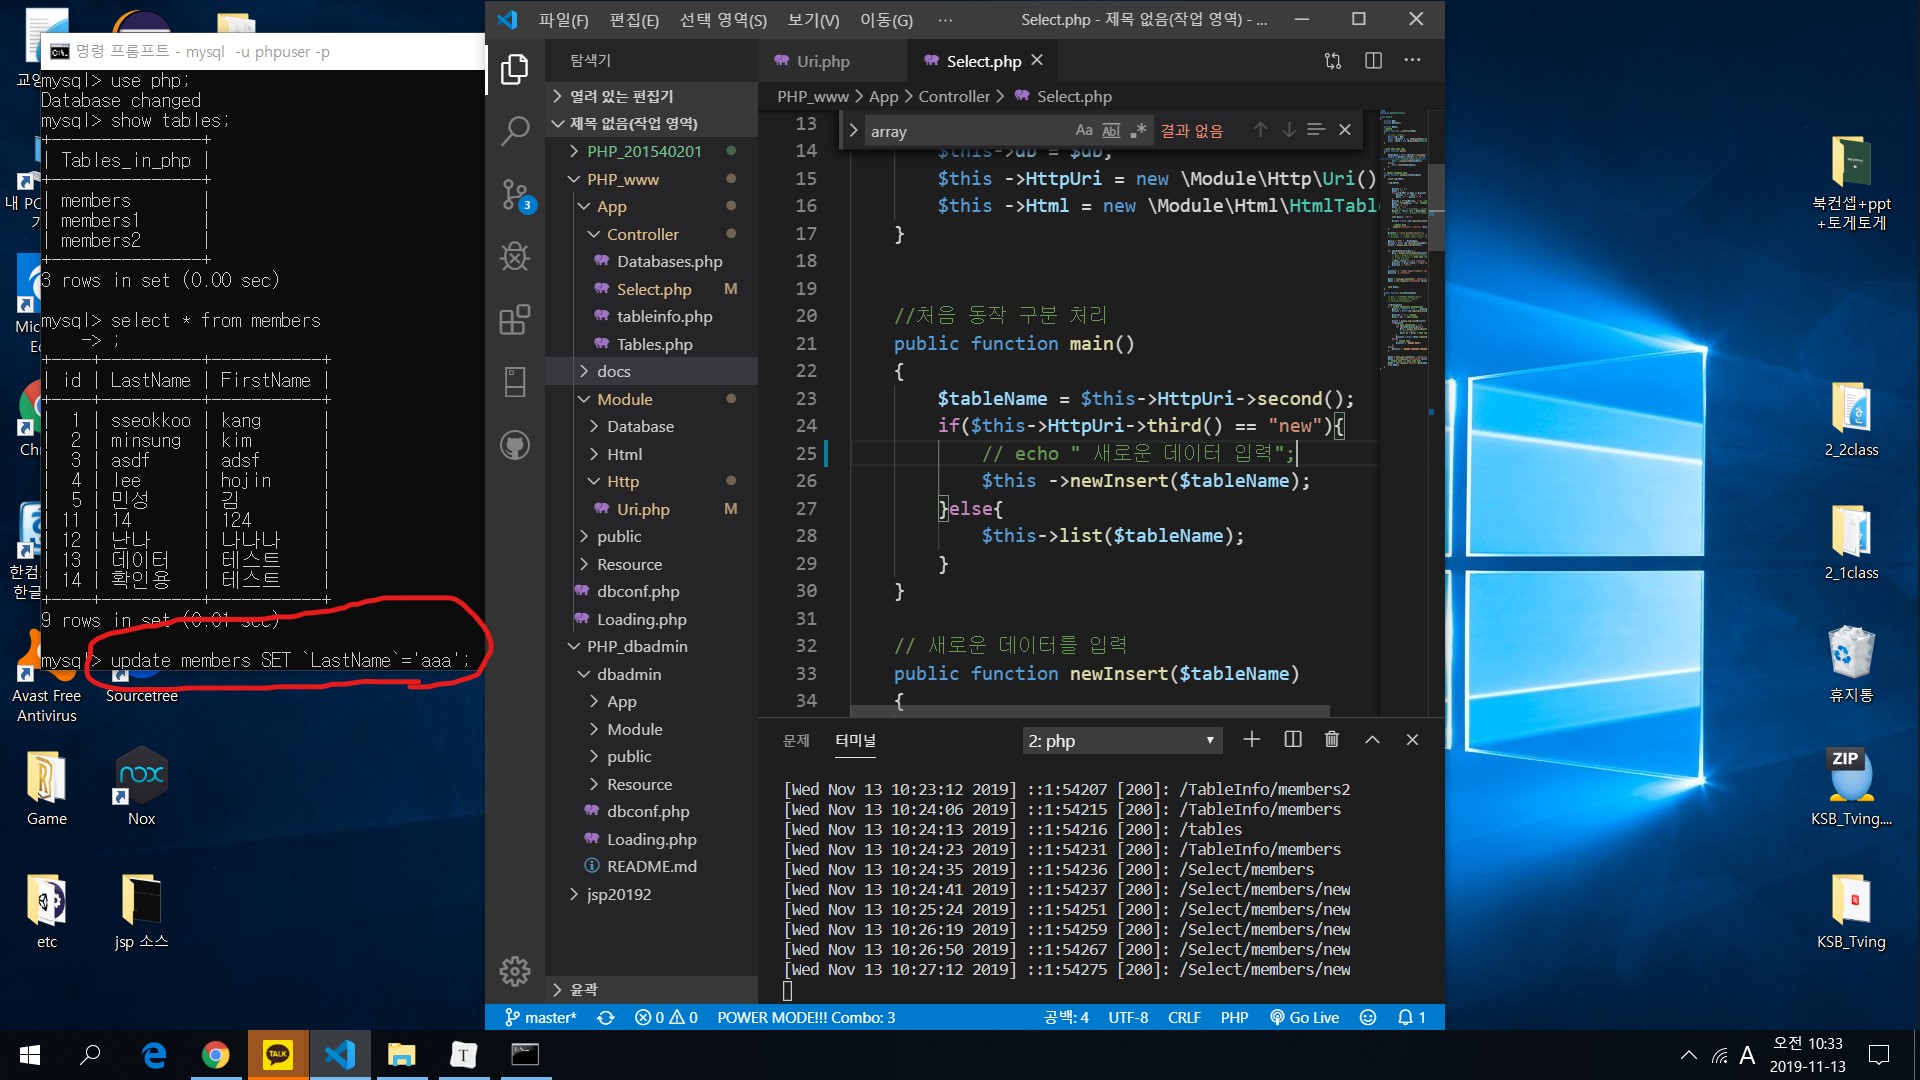 명령 프롬프트 - mysql  -u phpuser -p
mysql> use php;
Database changed
mysql> show tables;
+---------------+
| Tables_in_php |
+---------------+
| members       |
| members1      |
| members2      |
+---------------+
3 rows in set (0.00 sec)
mysql> select * from members
    -> ;
+----+----------+-----------+
| id | LastName | FirstName |
+----+----------+-----------+
|  1 | sseokkoo | kang      |
|  2 | minsung  | kim       |
|  3 | asdf     | adsf      |
|  4 | lee      | hojin     |
|  5 | 민성     | 김        |
| 11 | 14       | 124       |
| 12 | 난나     | 나나나    |
| 13 | 데이터   | 테스트    |
| 14 | 확인용   | 테스트    |
+----+----------+-----------+
9 rows in set (0.01 sec)
mysql> update members SET `LastName`='aaa';
Avast Free Antivirus
Sourcetree
Game
Nox
etc
jsp 소스
파일(F) 편집(E) 선택 영역(S) 보기(V) 이동(G) ···
Select.php - 제목 없음(작업 영역) - ...
탐색기
열려 있는 편집기
제목 없음(작업 영역)
PHP_201540201
PHP_www
App
Controller
Databases.php
Select.php M
tableinfo.php
Tables.php
docs
Module
Database
Html
Http
Uri.php M
public
Resource
dbconf.php
Loading.php
PHP_dbadmin
dbadmin
App
Module
public
Resource
dbconf.php
Loading.php
README.md
jsp20192
윤곽
3
Uri.php
Select.php
PHP_www > App > Controller > Select.php
array
Aa Abl .* 결과 없음
13
14 $this->db = $db;
15 $this ->HttpUri = new \Module\Http\Uri()
16 $this ->Html = new \Module\Html\HtmlTabl
17 }
18
19
20 //처음 동작 구분 처리
21 public function main()
22 {
23 $tableName = $this->HttpUri->second();
24 if($this->HttpUri->third() == "new"){
25 // echo " 새로운 데이터 입력";
26 $this ->newInsert($tableName);
27 }else{
28 $this->list($tableName);
29 }
30 }
31
32 // 새로운 데이터를 입력
33 public function newInsert($tableName)
34 {
문제 터미널
2: php
[Wed Nov 13 10:23:12 2019] ::1:54207 [200]: /TableInfo/members2
[Wed Nov 13 10:24:06 2019] ::1:54215 [200]: /TableInfo/members
[Wed Nov 13 10:24:13 2019] ::1:54216 [200]: /tables
[Wed Nov 13 10:24:23 2019] ::1:54231 [200]: /TableInfo/members
[Wed Nov 13 10:24:35 2019] ::1:54236 [200]: /Select/members
[Wed Nov 13 10:24:41 2019] ::1:54237 [200]: /Select/members/new
[Wed Nov 13 10:25:24 2019] ::1:54251 [200]: /Select/members/new
[Wed Nov 13 10:26:19 2019] ::1:54259 [200]: /Select/members/new
[Wed Nov 13 10:26:50 2019] ::1:54267 [200]: /Select/members/new
[Wed Nov 13 10:27:12 2019] ::1:54275 [200]: /Select/members/new
master* 0 0 POWER MODE!!! Combo: 3
공백: 4 UTF-8 CRLF PHP Go Live 1
북컨셉+ppt
+토게토게
2_2class
2_1class
휴지통
ZIP
KSB_Tving....
KSB_Tving
TALK
T
A
오전 10:33
2019-11-13